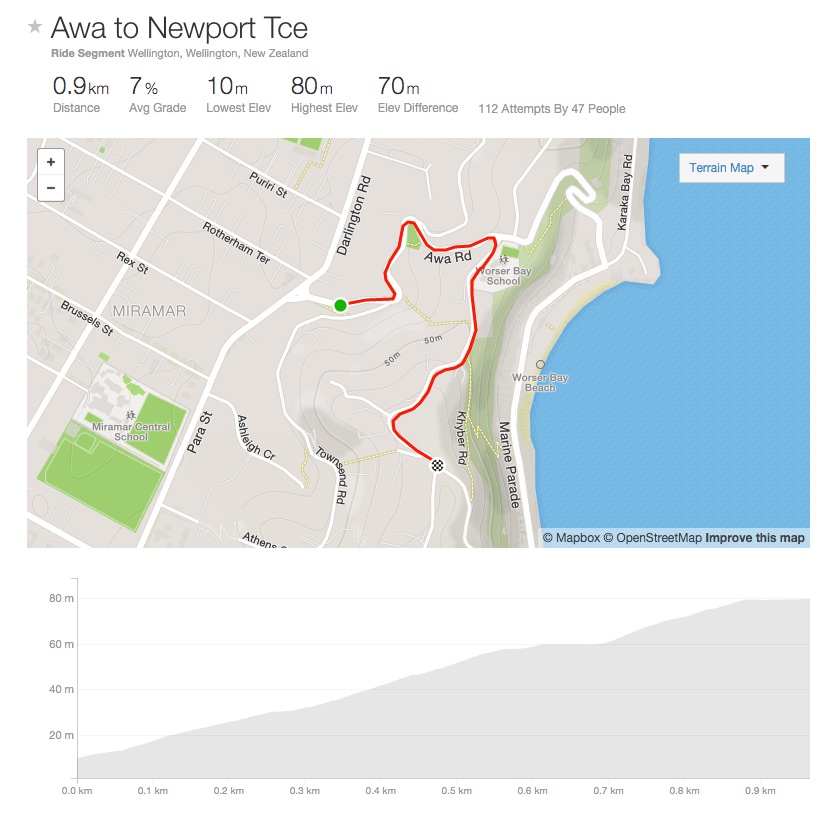 Awa to Newport Tce
Ride Segment Wellington, Wellington, New Zealand
0.9km 7% 10m 80m 70m
Distance Avg Grade Lowest Elev Highest Elev Elev Difference 112 Attempts By 47 People
+
−
Terrain Map
Puriri St
Darlington Rd
Karaka Bay Rd
Rotherham Ter
Awa Rd
Rex St
Worser Bay
School
MIRAMAR
Brussels St
50m
50m
Worser Bay
Beach
Miramar Central
School
Para St
Ashleigh Cr
Khyber Rd
Marine Parade
Townsend Rd
Athens
© Mapbox © OpenStreetMap Improve this map
80 m
60 m
40 m
20 m
0.0 km 0.1 km 0.2 km 0.3 km 0.4 km 0.5 km 0.6 km 0.7 km 0.8 km 0.9 km